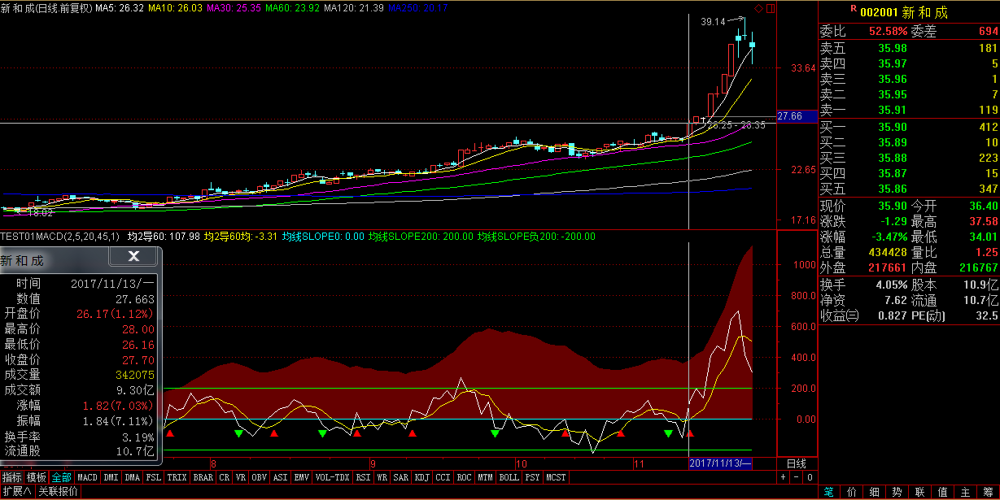 新和成(日线.前复权) MA5: 26.32 MA10: 26.03 MA30: 25.35 MA60: 23.92 MA120: 21.39 MA250: 20.17
39.14
33.64
27.66
28.25 - 28.35
22.65
17.16
18.02
TEST01MACD(2,5,20,45,1) 均2导60: 107.98 均2导60均: -3.31 均线SLOPE0: 0.00 均线SLOPE200: 200.00 均线SLOPE负200: -200.00
1000
800.0
600.0
400.0
200.0
0.00
新和成 X
时间 2017/11/13/一
数值 27.663
开盘价 26.17(1.12%)
最高价 28.00
最低价 26.16
收盘价 27.70
成交量 342075
成交额 9.30亿
涨幅 1.82(7.03%)
振幅 1.84(7.11%)
换手率 3.19%
流通股 10.7亿
8 9 10 11 2017/11/13/一 日线
指标 模板 全部 MACD DMI DMA FSL TRIX BRAR CR VR OBV ASI EMV VOL-TDX RSI WR SAR KDJ CCI ROC MTM BOLL PSY MCST + - 0
扩展∧ 关联报价
R 002001 新和成
委比 52.58% 委差 694
卖五 35.98 181
卖四 35.97 5
卖三 35.96 1
卖二 35.95 7
卖一 35.91 119
买一 35.90 412
买二 35.89 10
买三 35.88 223
买四 35.87 15
买五 35.86 347
现价 35.90 今开 36.40
涨跌 -1.29 最高 37.58
涨幅 -3.47% 最低 34.01
总量 434428 量比 1.25
外盘 217661 内盘 216767
换手 4.05% 股本 10.9亿
净资 7.62 流通 10.7亿
收益㈢ 0.827 PE(动) 32.5
笔 价 细 势 联 值 主 筹